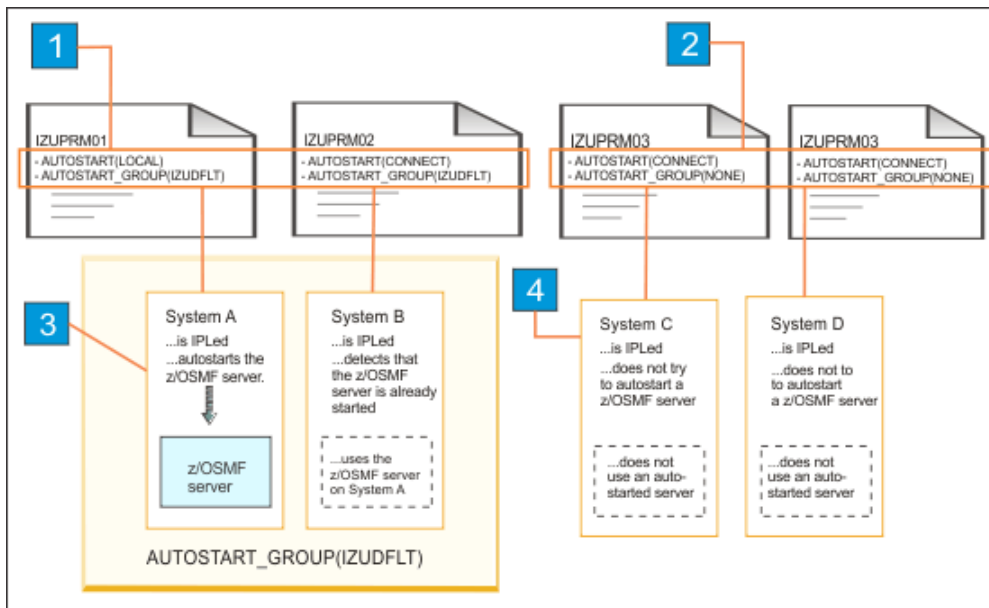 1
2
IZUPRM01
- AUTOSTART(LOCAL)
- AUTOSTART_GROUP(IZUDFLT)
IZUPRM02
- AUTOSTART(CONNECT)
- AUTOSTART_GROUP(IZUDFLT)
IZUPRM03
- AUTOSTART(CONNECT)
- AUTOSTART_GROUP(NONE)
IZUPRM03
- AUTOSTART(CONNECT)
- AUTOSTART_GROUP(NONE)
3
System A
...is IPLed
...autostarts the
z/OSMF server.
z/OSMF
server
System B
...is IPLed
...detects that
the z/OSMF
server is already
started
...uses the
z/OSMF server
on System A
AUTOSTART_GROUP(IZUDFLT)
4
System C
...is IPLed
...does not try
to autostart a
z/OSMF server
...does not
use an auto-
started server
System D
...is IPLed
...does not to
to autostart
a z/OSMF server
...does not
use an auto-
started server